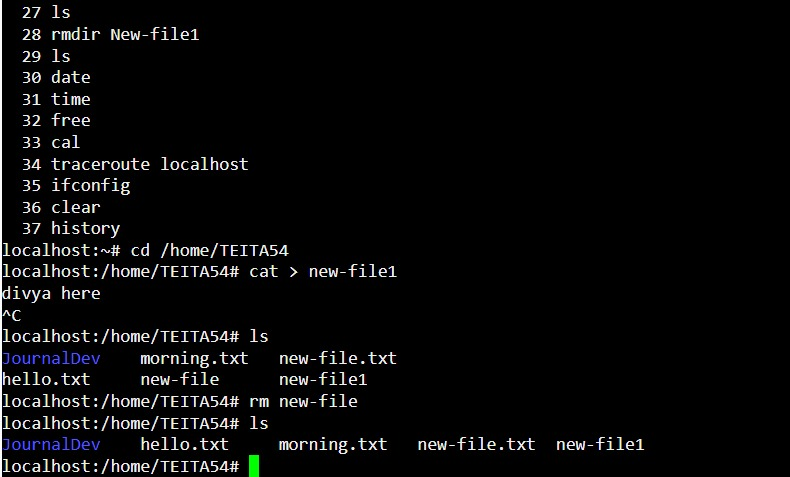 27 ls
28 rmdir New-file1
29 ls
30 date
31 time
32 free
33 cal
34 traceroute localhost
35 ifconfig
36 clear
37 history
localhost:~# cd /home/TEITA54
localhost:/home/TEITA54# cat > new-file1
divya here
^C
localhost:/home/TEITA54# ls
JournalDev    morning.txt   new-file.txt
hello.txt     new-file      new-file1
localhost:/home/TEITA54# rm new-file
localhost:/home/TEITA54# ls
JournalDev    hello.txt     morning.txt   new-file.txt  new-file1
localhost:/home/TEITA54#